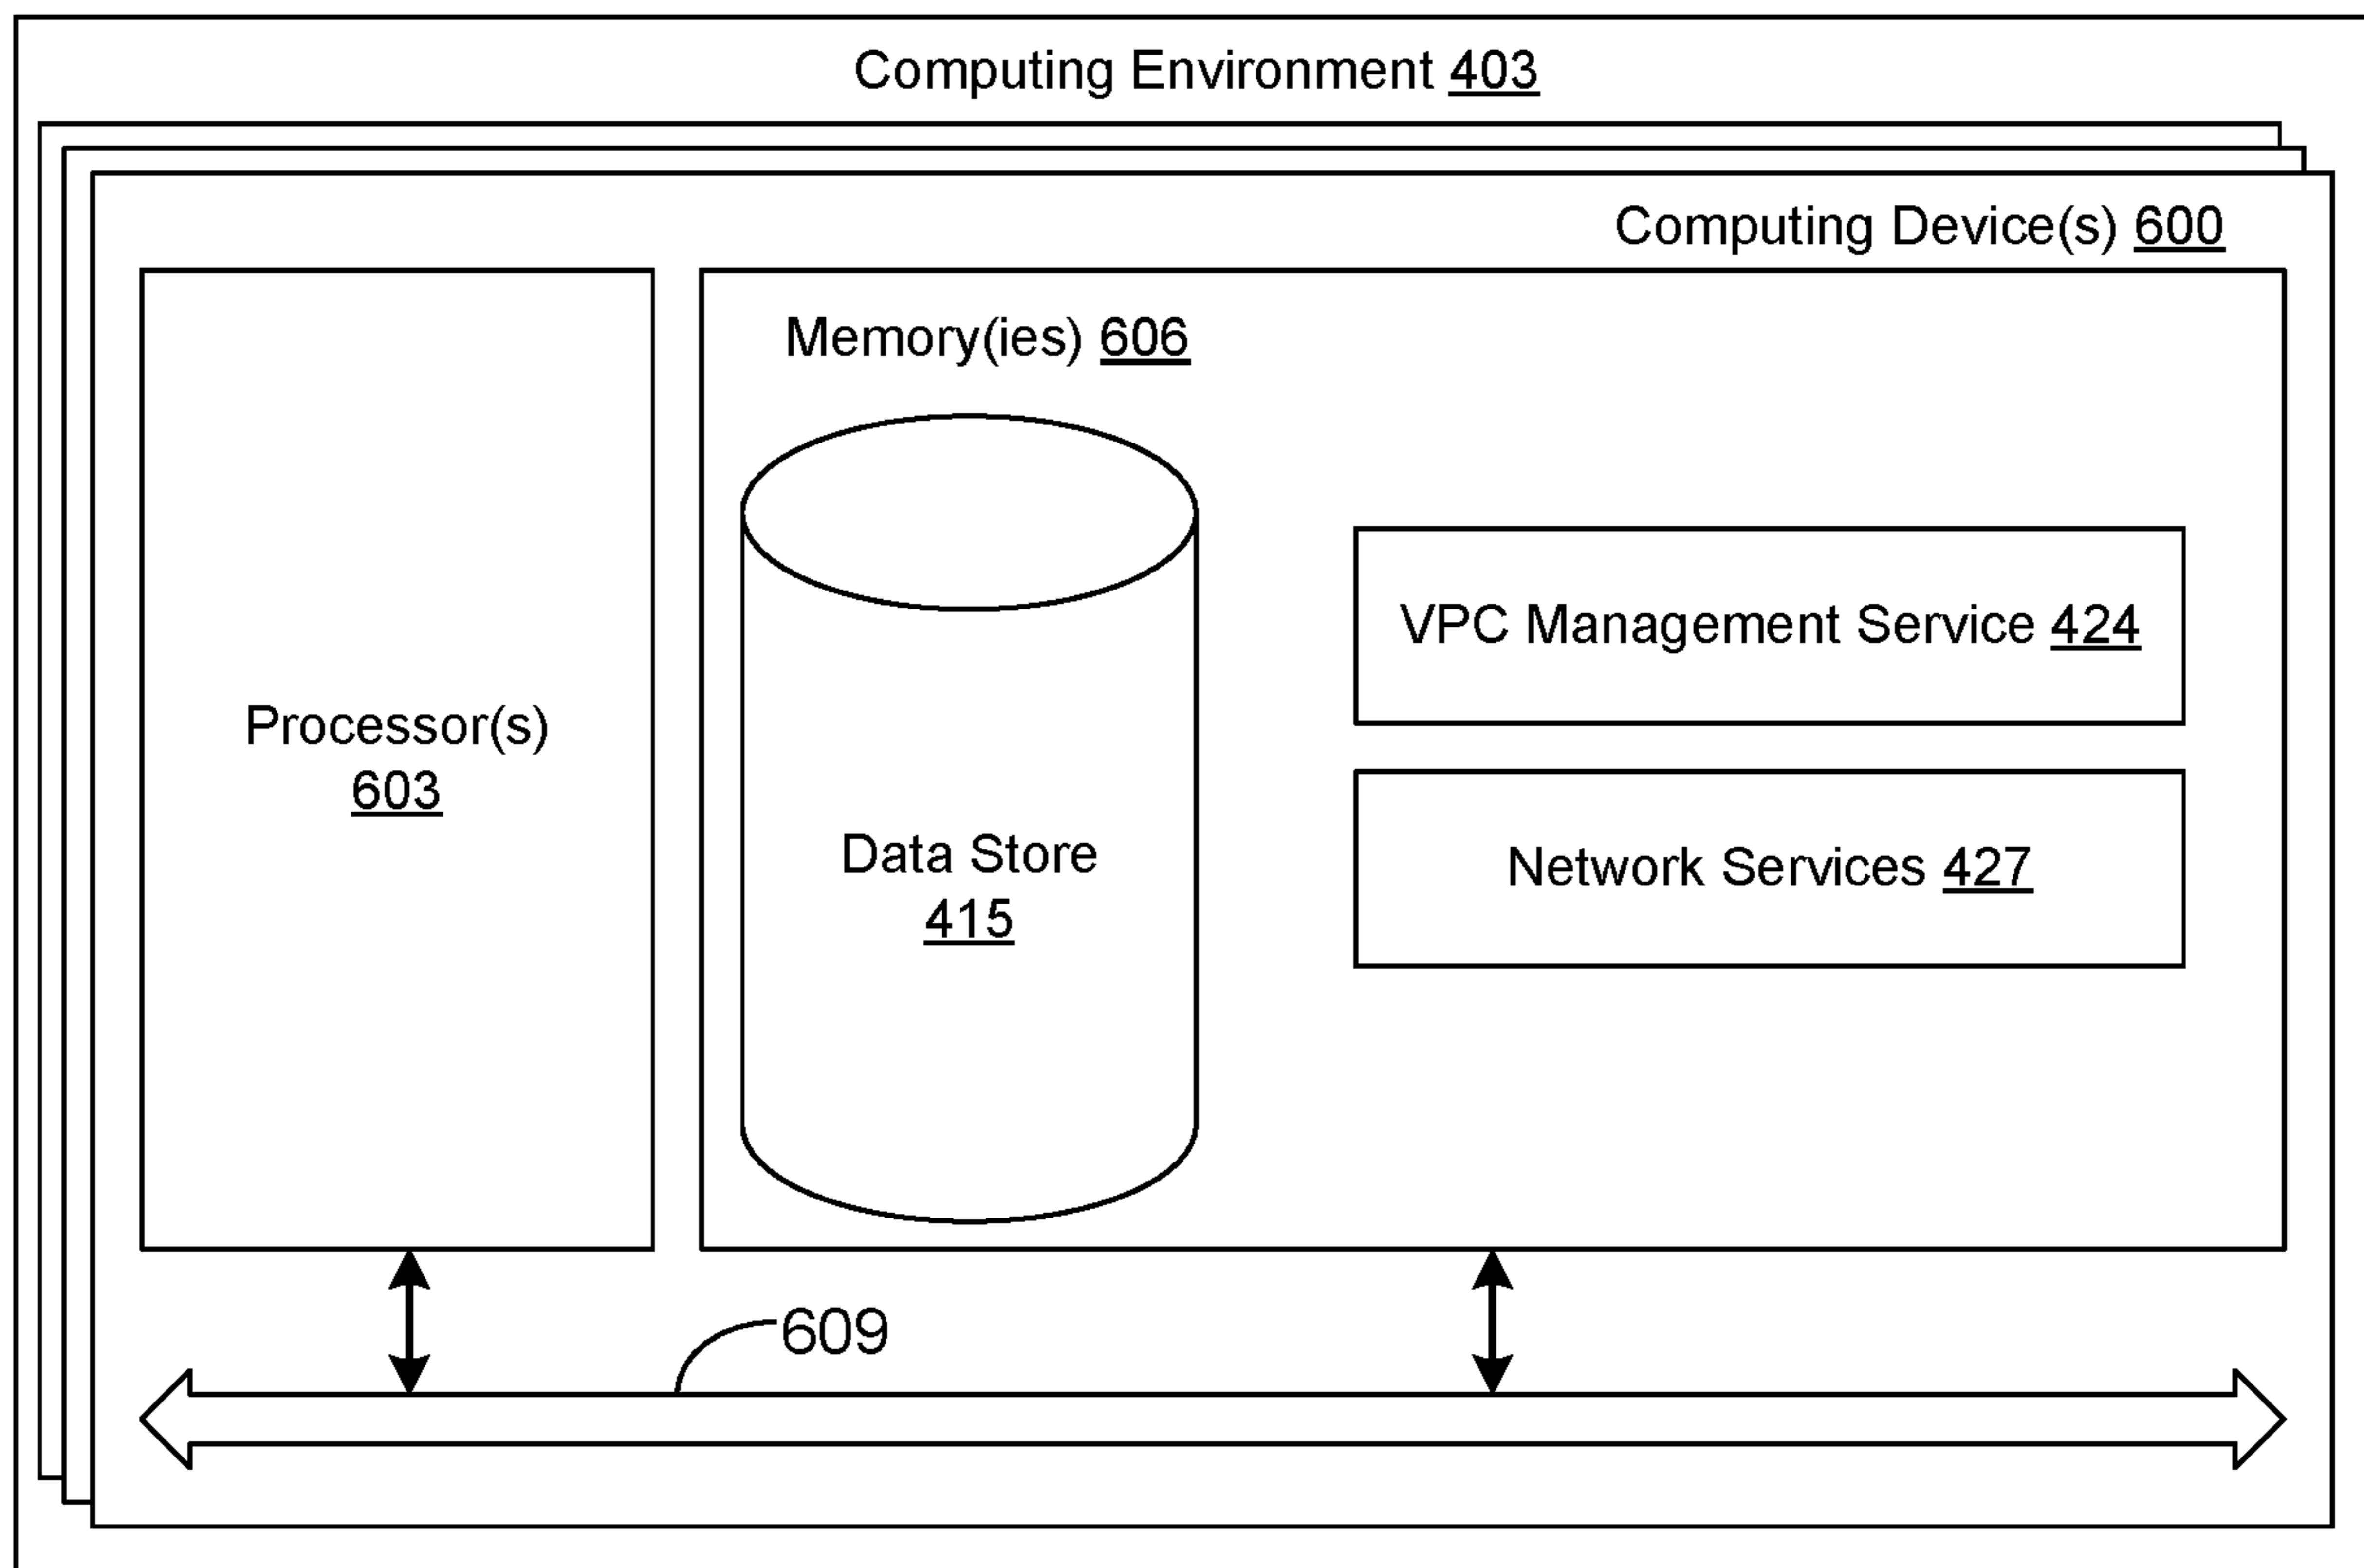 Computing Environment 403
Computing Device(s) 600
Memory(ies) 606
VPC Management Service 424
Processor(s)
603
Data Store
415
Network Services 427
609